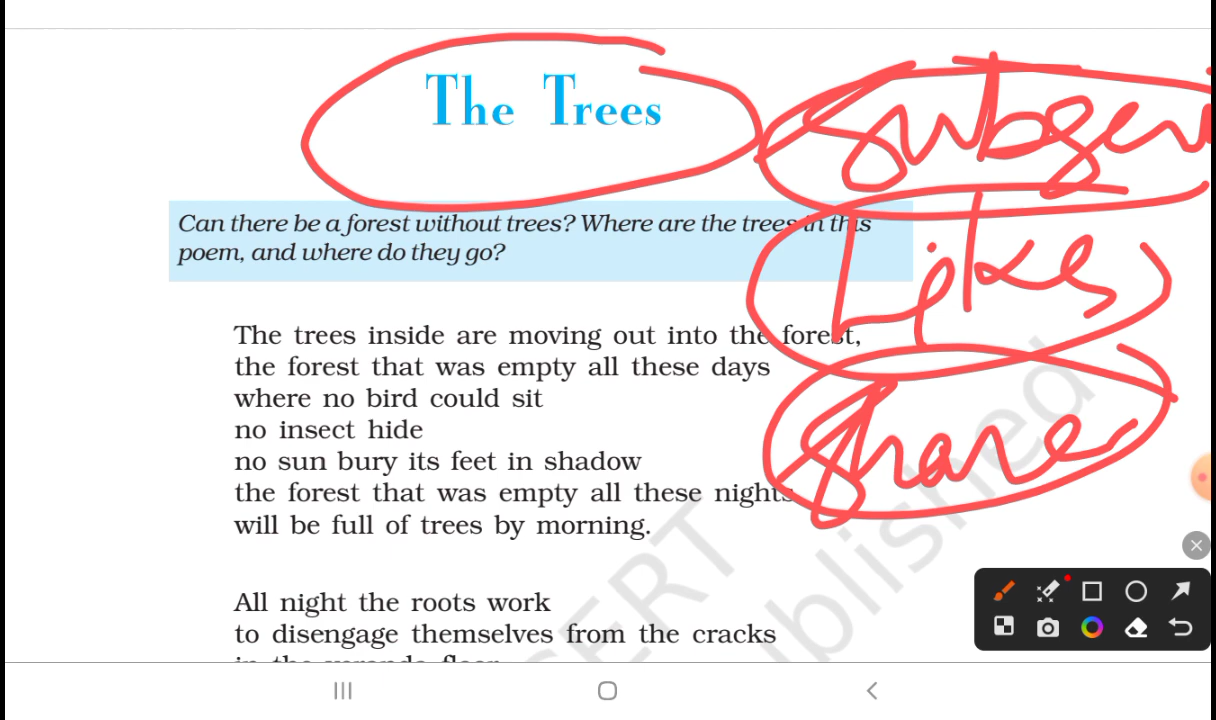 The Trees
Subscri
Can there be a forest without trees? Where are the trees in this
poem, and where do they go?
Likes
The trees inside are moving out into the forest,
the forest that was empty all these days
where no bird could sit
no insect hide
Share
no sun bury its feet in shadow
the forest that was empty all these nights
will be full of trees by morning.
All night the roots work
to disengage themselves from the cracks